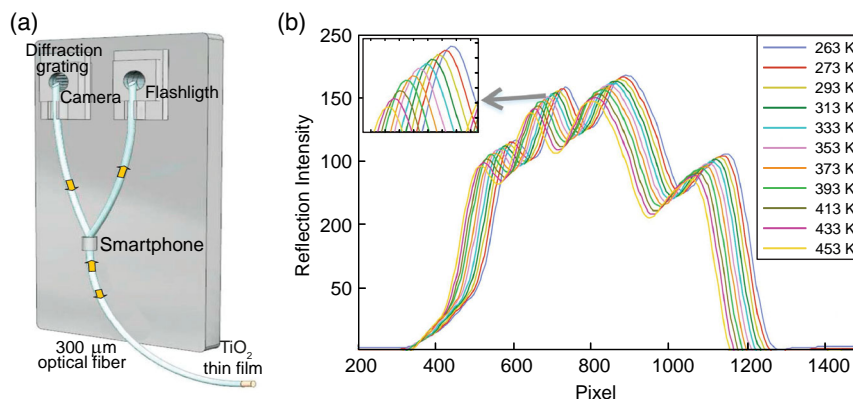 (a)
Diffraction
grating
Camera
Flashligth
Smartphone
300 μm
optical fiber
TiO2
thin film
(b)
Reflection Intensity
250
150
100
200
50
200
400
600
800
1000
1200
1400
Pixel
263 K
273 K
293 K
313 K
333 K
353 K
373 K
393 K
413 K
433 K
453 K